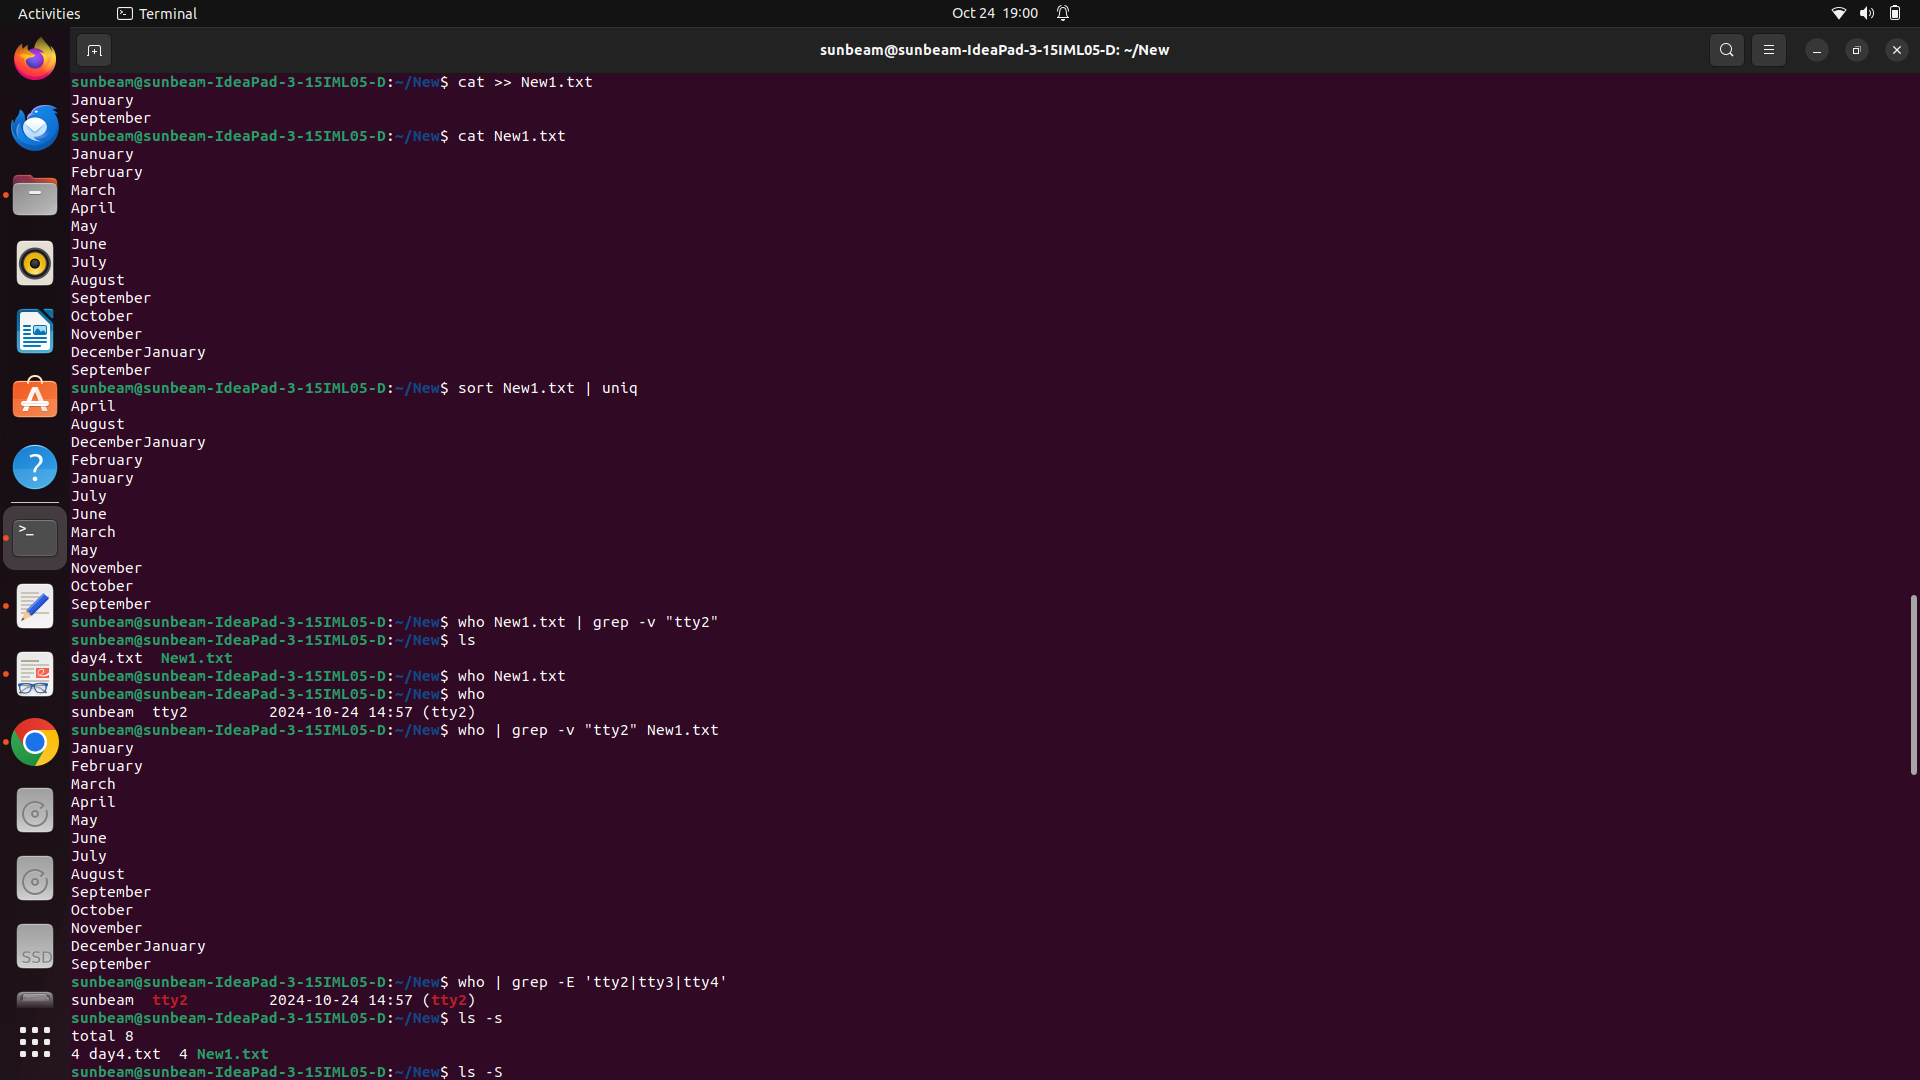 Activities
Terminal
Oct 24 19:00
sunbeam@sunbeam-IdeaPad-3-15IML05-D: ~/New
sunbeam@sunbeam-IdeaPad-3-15IML05-D:~/New$ cat >> New1.txt
January
September
sunbeam@sunbeam-IdeaPad-3-15IML05-D:~/New$ cat New1.txt
January
February
March
April
May
June
July
August
September
October
November
DecemberJanuary
September
sunbeam@sunbeam-IdeaPad-3-15IML05-D:~/New$ sort New1.txt | uniq
April
August
DecemberJanuary
February
January
July
June
March
May
November
October
September
sunbeam@sunbeam-IdeaPad-3-15IML05-D:~/New$ who New1.txt | grep -v "tty2"
sunbeam@sunbeam-IdeaPad-3-15IML05-D:~/New$ ls
day4.txt  New1.txt
sunbeam@sunbeam-IdeaPad-3-15IML05-D:~/New$ who New1.txt
sunbeam@sunbeam-IdeaPad-3-15IML05-D:~/New$ who
sunbeam  tty2         2024-10-24 14:57 (tty2)
sunbeam@sunbeam-IdeaPad-3-15IML05-D:~/New$ who | grep -v "tty2" New1.txt
January
February
March
April
May
June
July
August
September
October
November
DecemberJanuary
September
sunbeam@sunbeam-IdeaPad-3-15IML05-D:~/New$ who | grep -E 'tty2|tty3|tty4'
sunbeam  tty2         2024-10-24 14:57 (tty2)
sunbeam@sunbeam-IdeaPad-3-15IML05-D:~/New$ ls -s
total 8
4 day4.txt  4 New1.txt
sunbeam@sunbeam-IdeaPad-3-15IML05-D:~/New$ ls -S
SSD